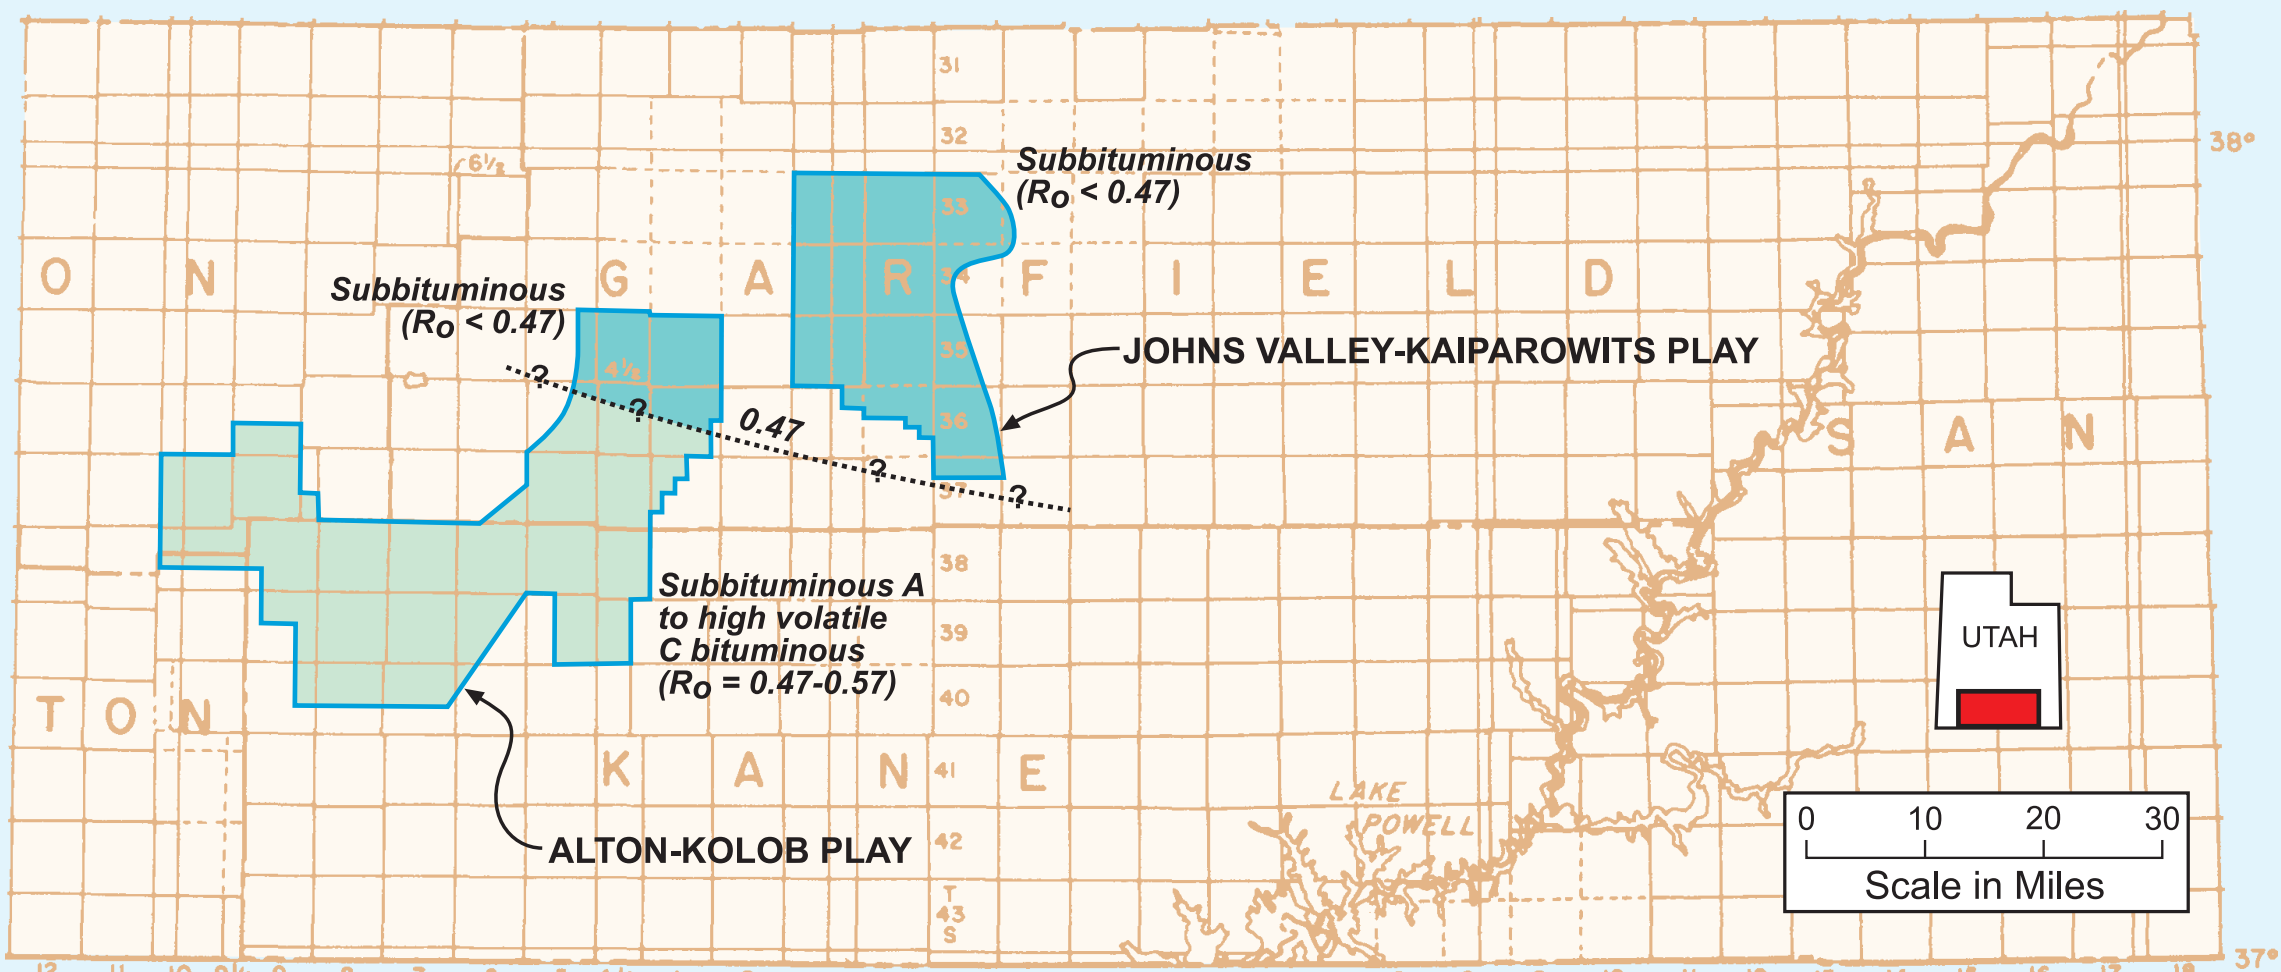 31
32
38°
6½
Subbituminous
(Ro < 0.47)
33
O N G A R F I E L D
34
Subbituminous
(Ro < 0.47)
35
JOHNS VALLEY-KAIPAROWITS PLAY
4½
?
?
0.47
36
S A N
?
?
37
38
Subbituminous A
to high volatile
C bituminous
(Ro = 0.47-0.57)
39
UTAH
40
T O N
K A N E
41
LAKE
POWELL
ALTON-KOLOB PLAY
42
0 10 20 30
Scale in Miles
T
43
S
37°